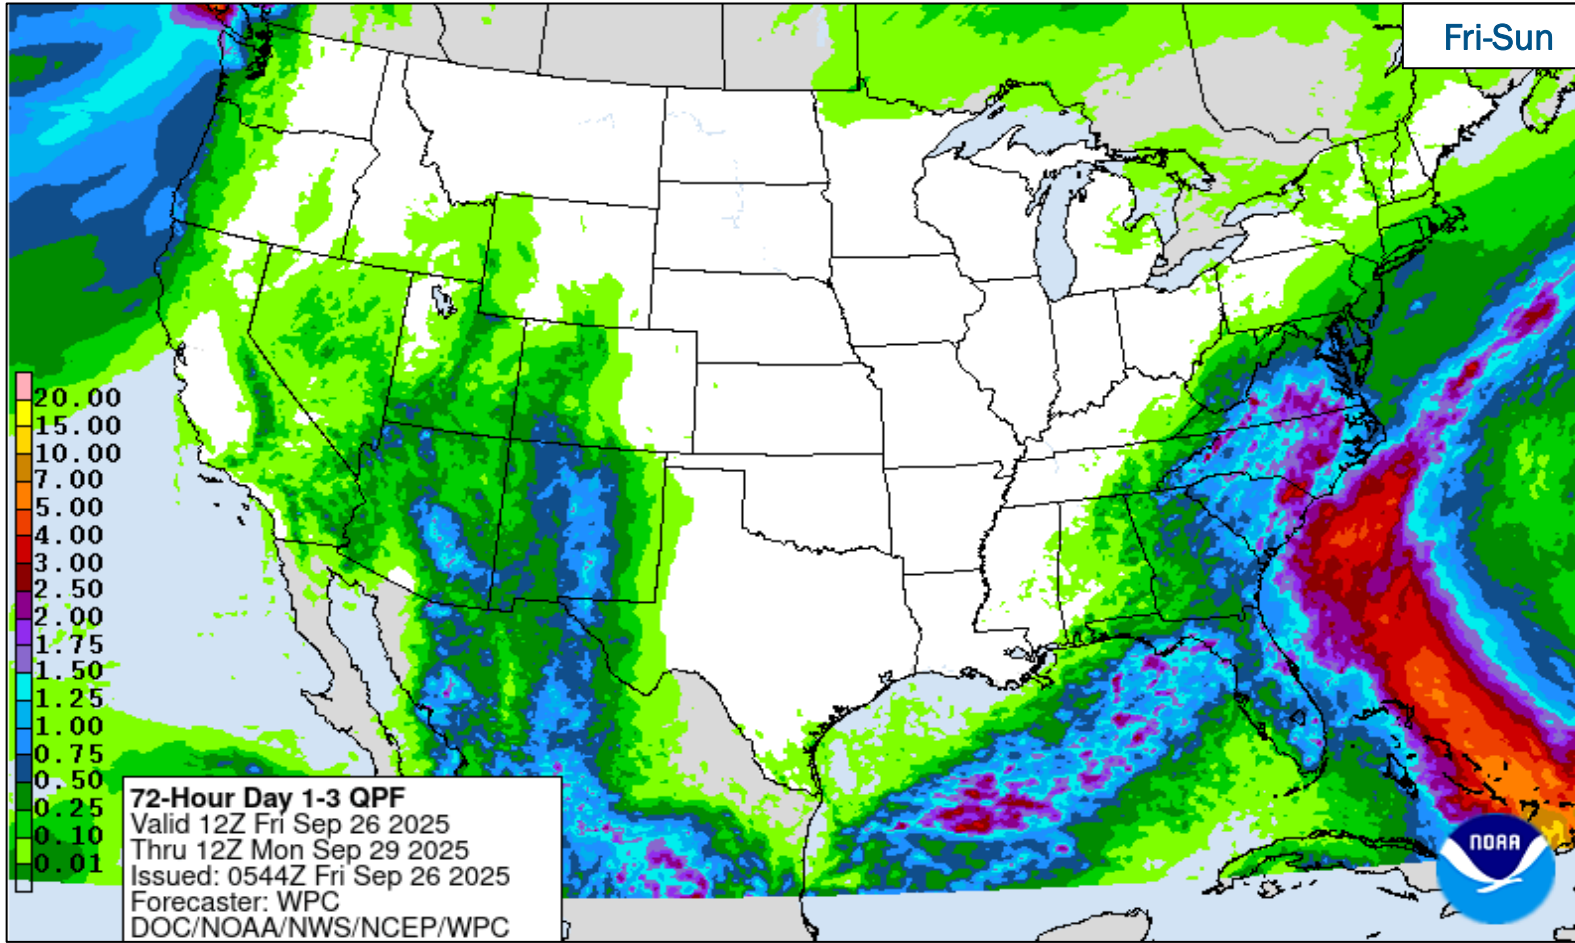 Fri-Sun
20.00
15.00
10.00
7.00
5.00
4.00
3.00
2.50
2.00
1.75
1.50
1.25
1.00
0.75
0.50
0.25
0.10
0.01
72-Hour Day 1-3 QPF
Valid 12Z Fri Sep 26 2025
Thru 12Z Mon Sep 29 2025
Issued: 0544Z Fri Sep 26 2025
Forecaster: WPC
DOC/NOAA/NWS/NCEP/WPC
NOAA